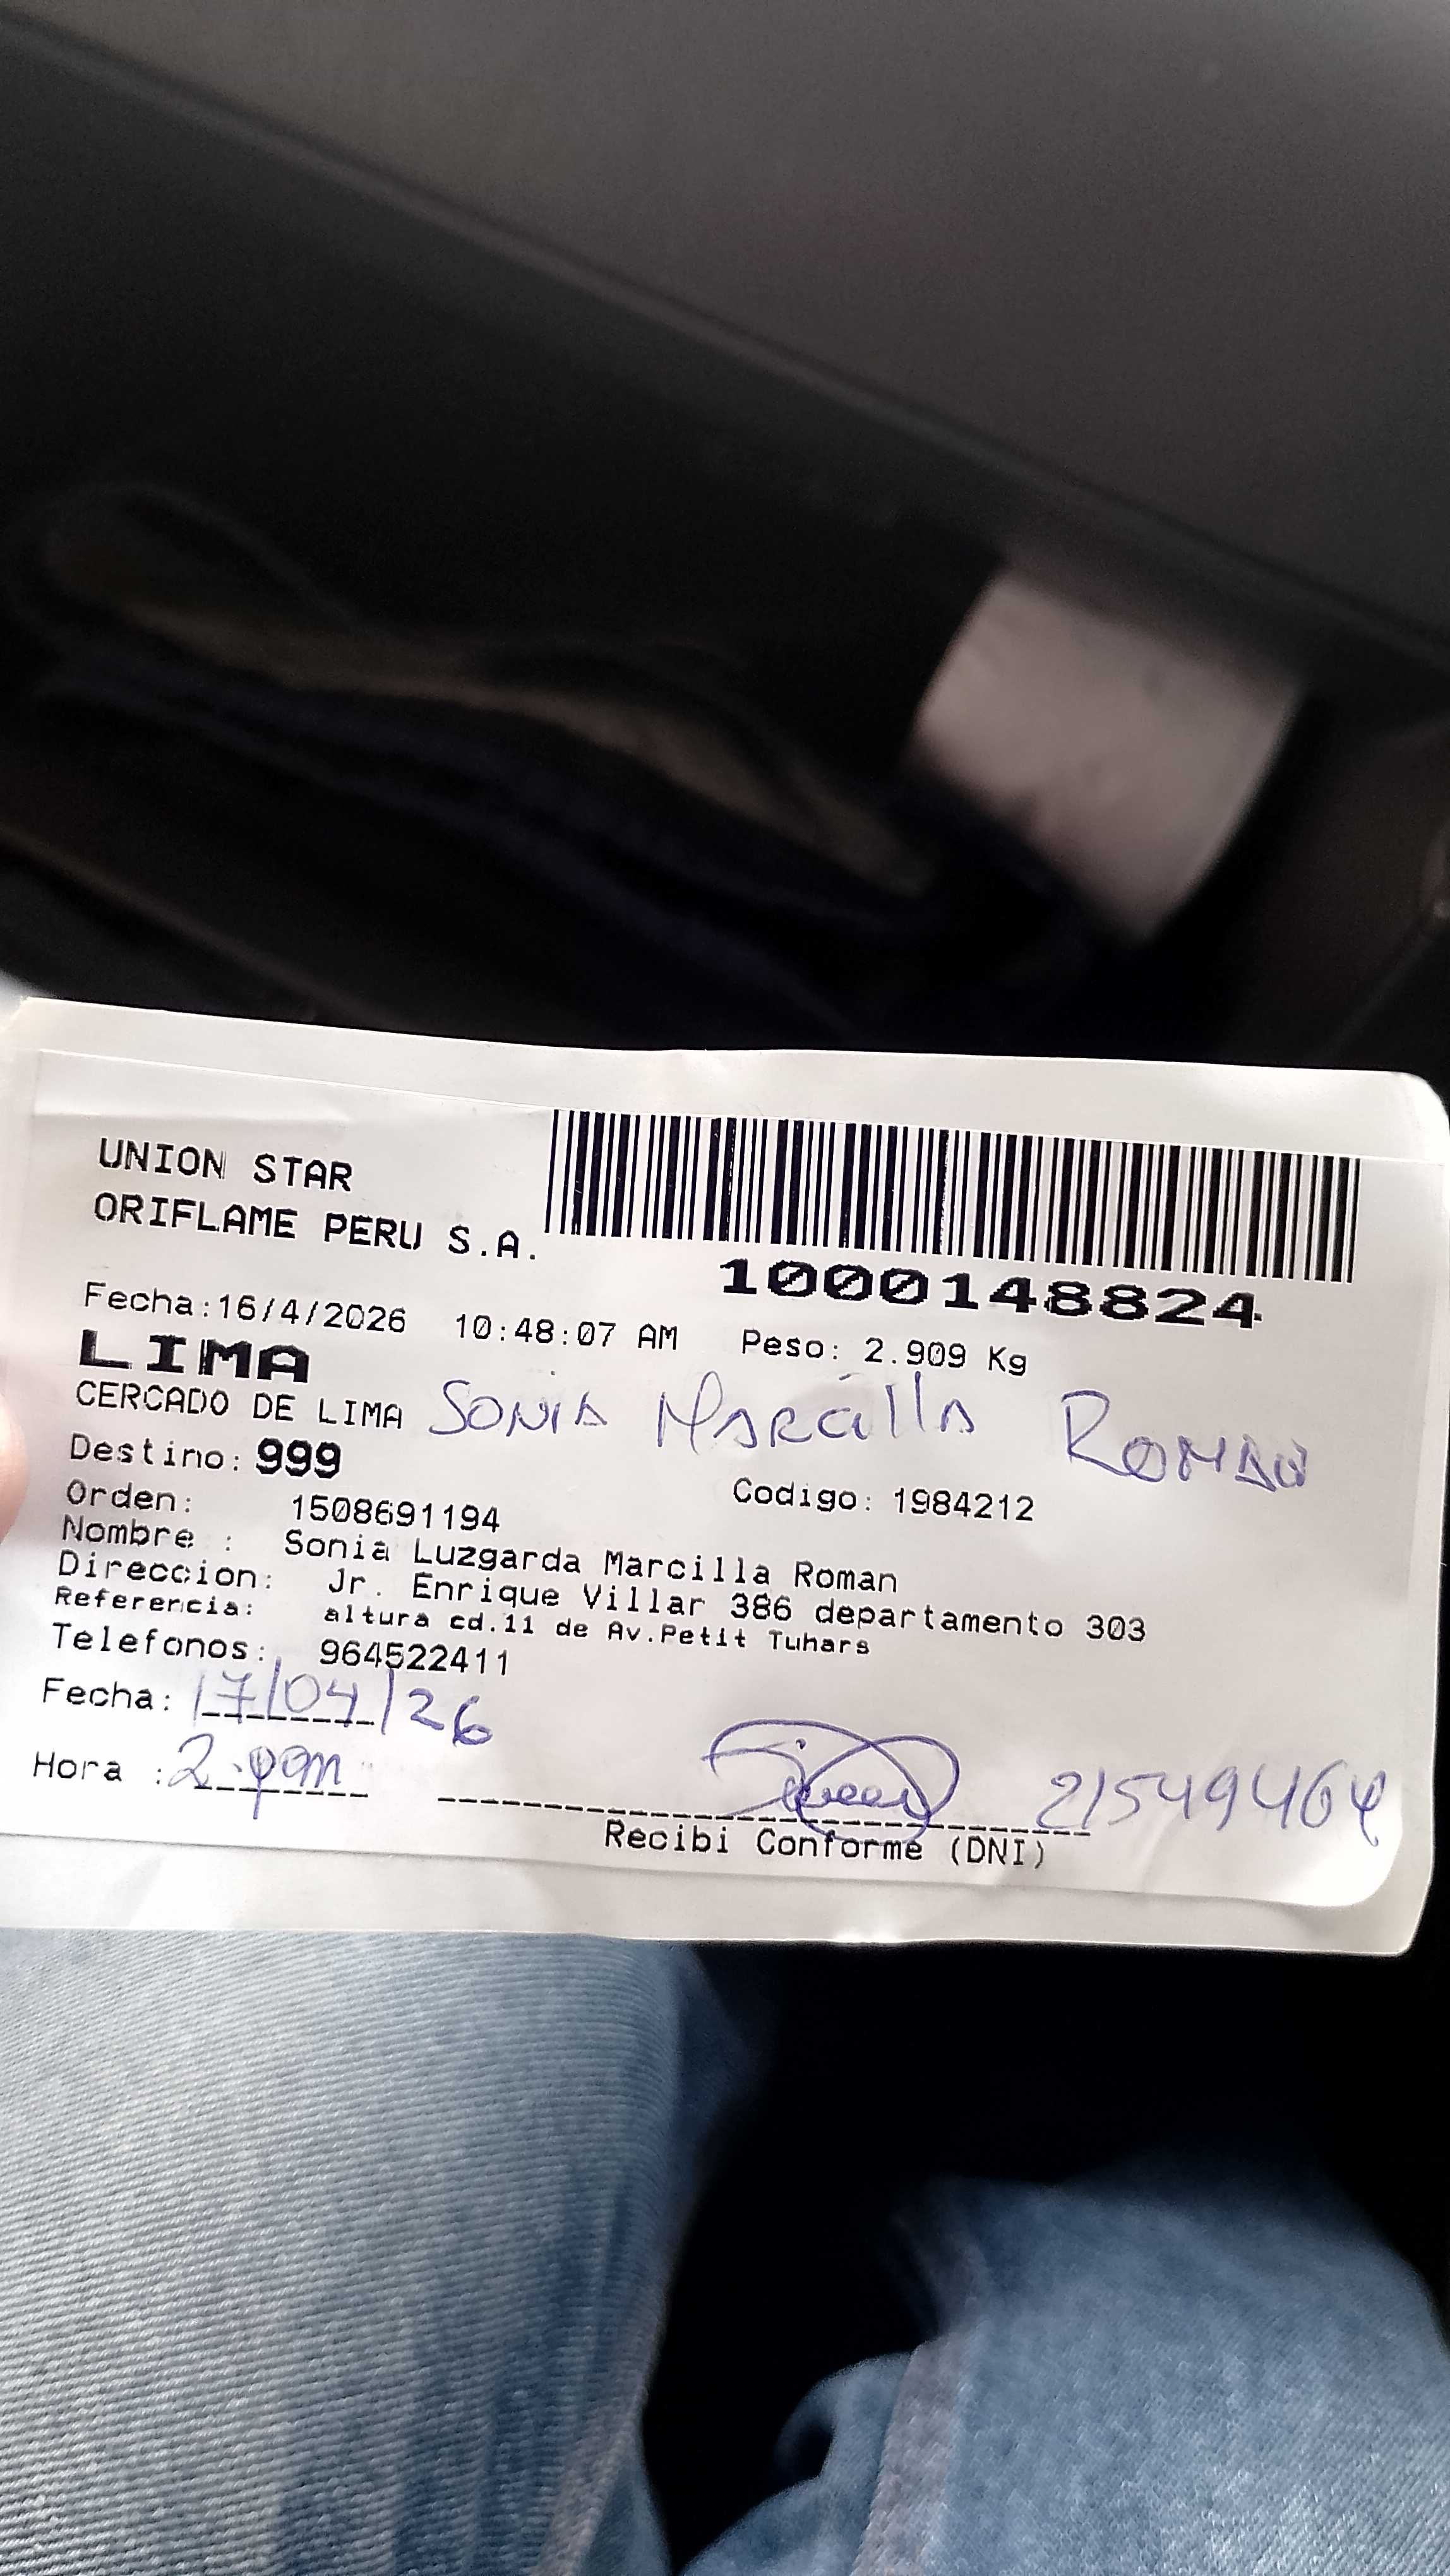 UNION STAR
ORIFLAME PERU S.A.
1000148824
Fecha:16/4/2026 10:48:07 AM Peso: 2.909 Kg
LIMA
CERCADO DE LIMA Sonia Marcilla Roman
Destino: 999
Codigo: 1984212
Orden: 1508691194
Nombre : Sonia Luzgarda Marcilla Roman
Direccion: Jr. Enrique Villar 386 departamento 303
Referencia: altura cd.11 de Av.Petit Tuhars
Telefonos: 964522411
Fecha: 17/04/26
Hora : 2.pm
21549464
Recibi Conforme (DNI)